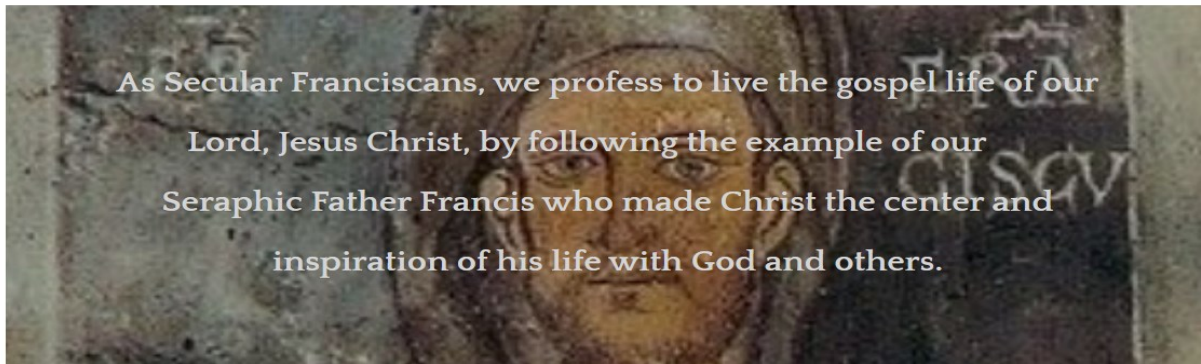 As Secular Franciscans, we profess to live the gospel life of our
Lord, Jesus Christ, by following the example of our
Seraphic Father Francis who made Christ the center and
inspiration of his life with God and others.
FRA
CISCV